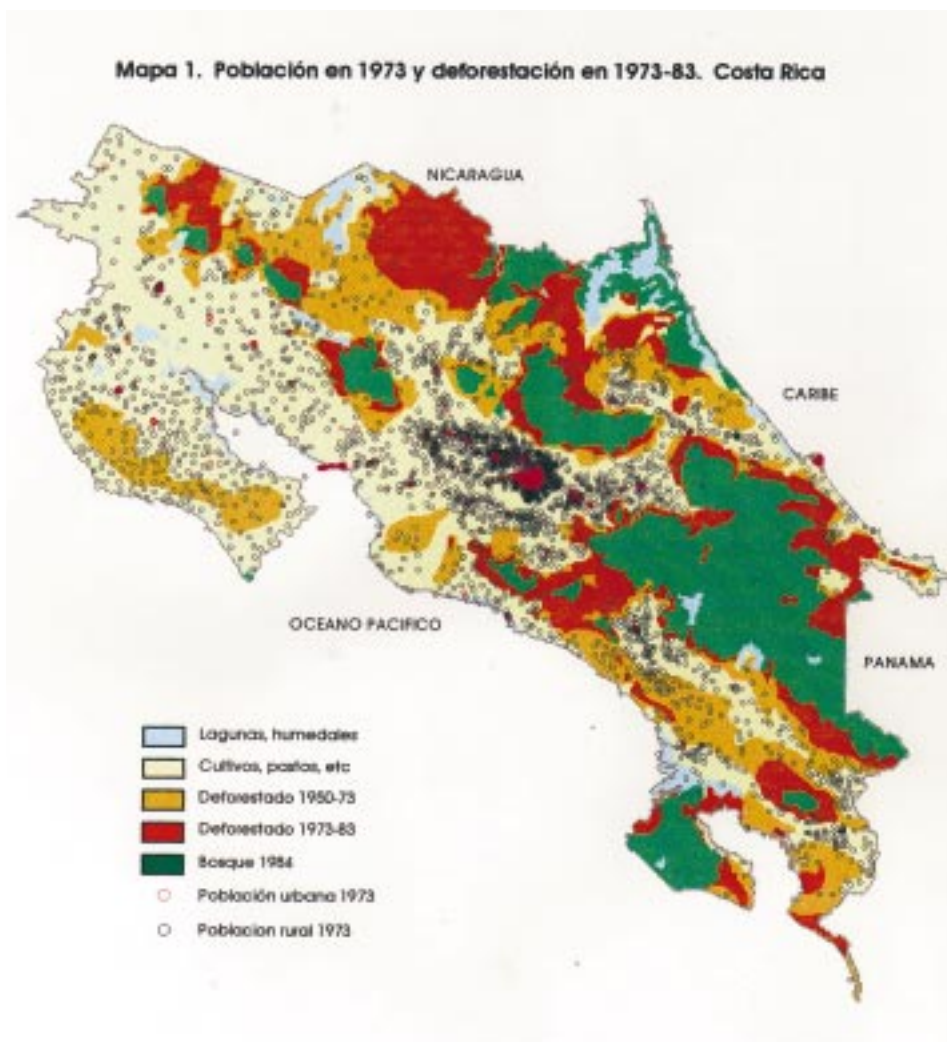 Mapa 1. Población en 1973 y deforestación en 1973-83. Costa Rica
NICARAGUA
CARIBE
OCEANO PACIFICO
PANAMA
Lagunas, humedales
Cultivos, pastos, etc
Deforestado 1950-73
Deforestado 1973-83
Bosque 1984
Población urbana 1973
Poblacion rural 1973